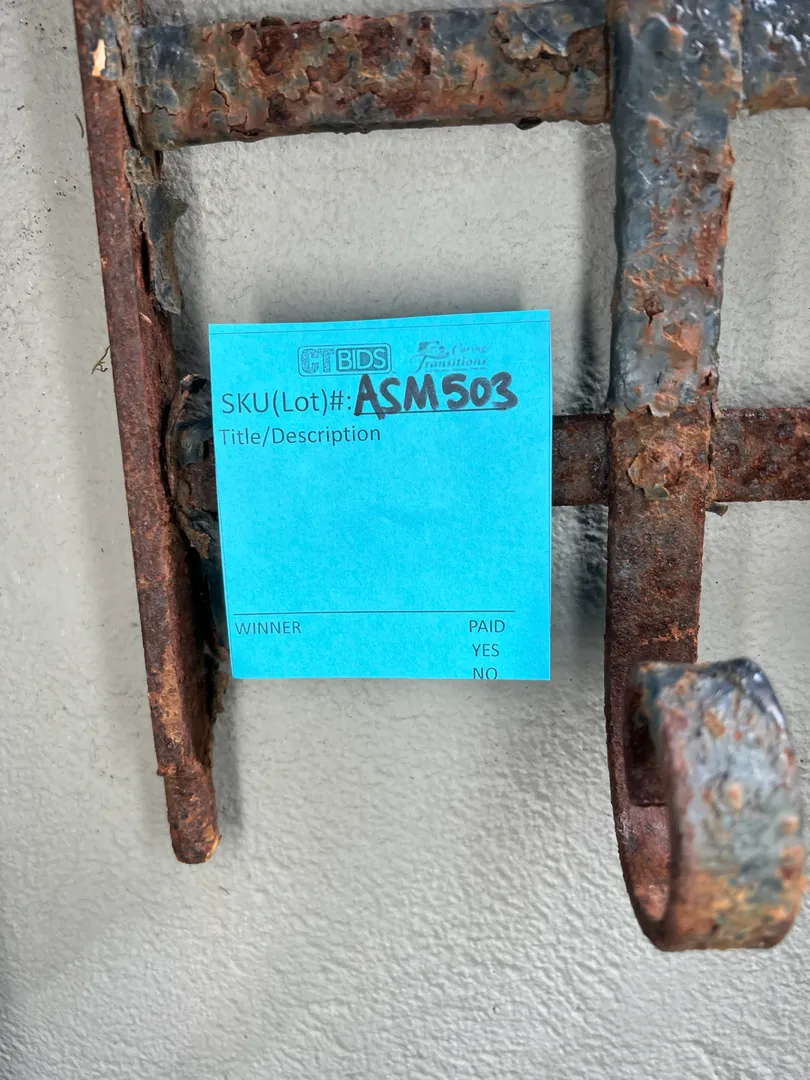 CTBIDS
Caring
Transitions
SKU(Lot)#: ASM503
Title/Description
WINNER
PAID
YES
NO